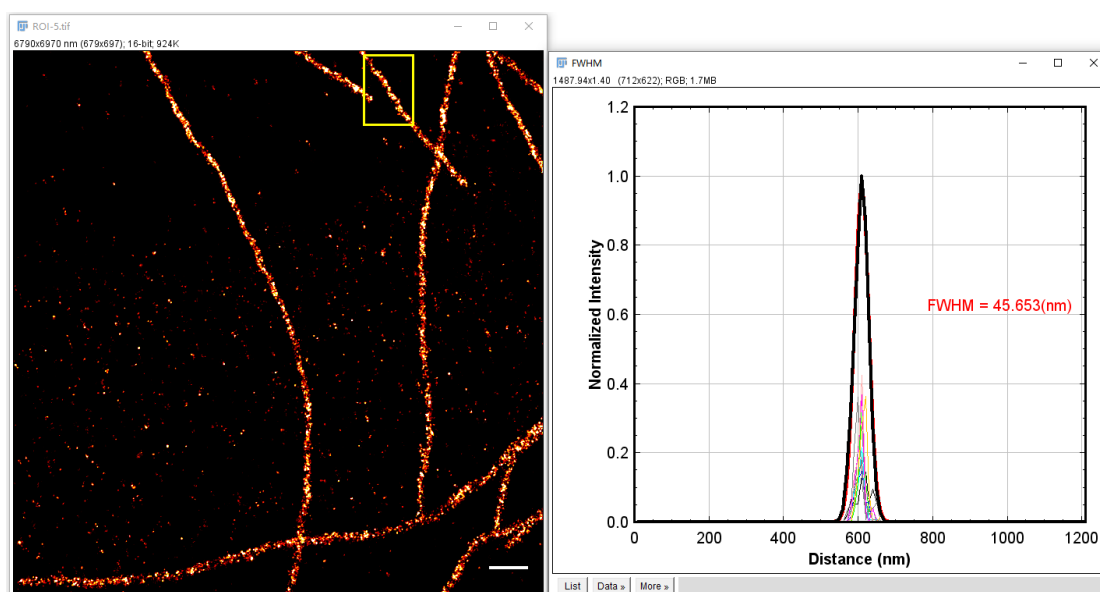 ROI-5.tif
6790x6970 nm (679x697); 16-bit; 924K
FWHM
1487.94x1.40 (712x622); RGB; 1.7MB
1.2
1.0
0.8
0.6
0.4
0.2
0.0
Normalized Intensity
FWHM = 45.653(nm)
0 200 400 600 800 1000 1200
Distance (nm)
List Data » More »